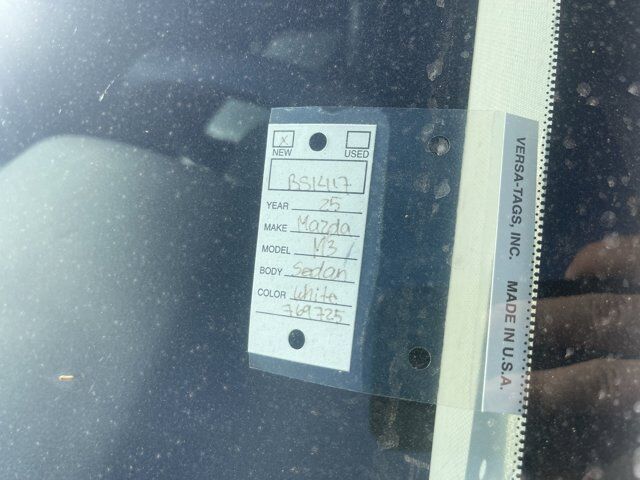 X
NEW USED
BS1417
YEAR 25
MAKE Mazda
MODEL M3
BODY Sedan
COLOR White
769725
VERSA-TAGS, INC. MADE IN U.S.A.